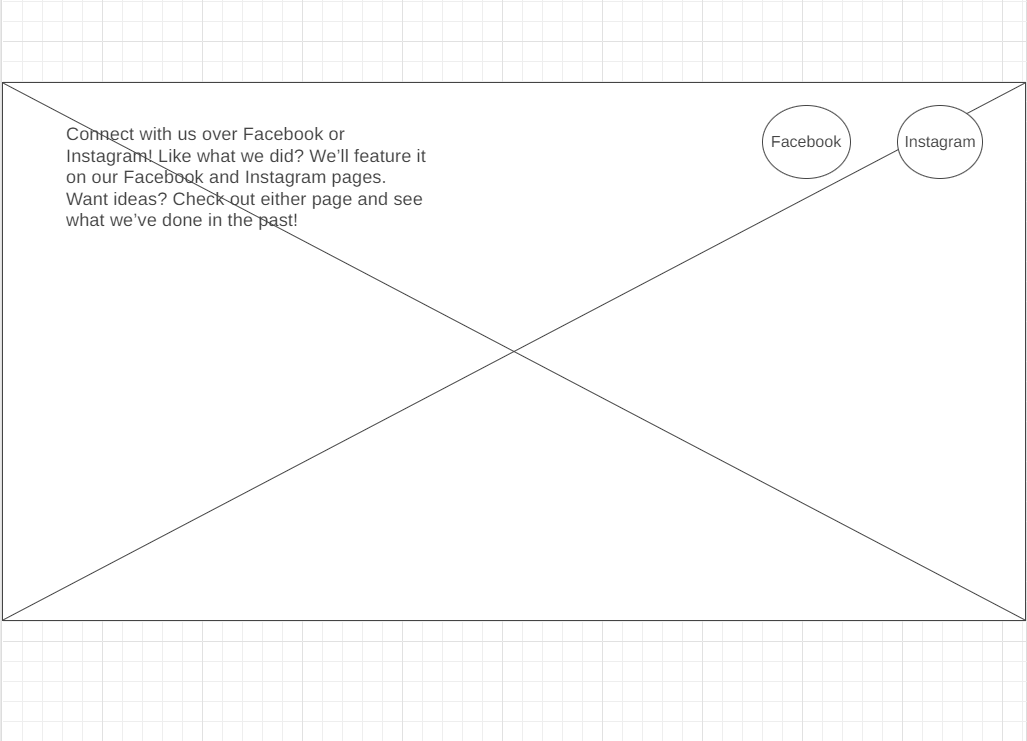 Connect with us over Facebook or
Instagram! Like what we did? We’ll feature it
on our Facebook and Instagram pages.
Want ideas? Check out either page and see
what we’ve done in the past!
Facebook
Instagram